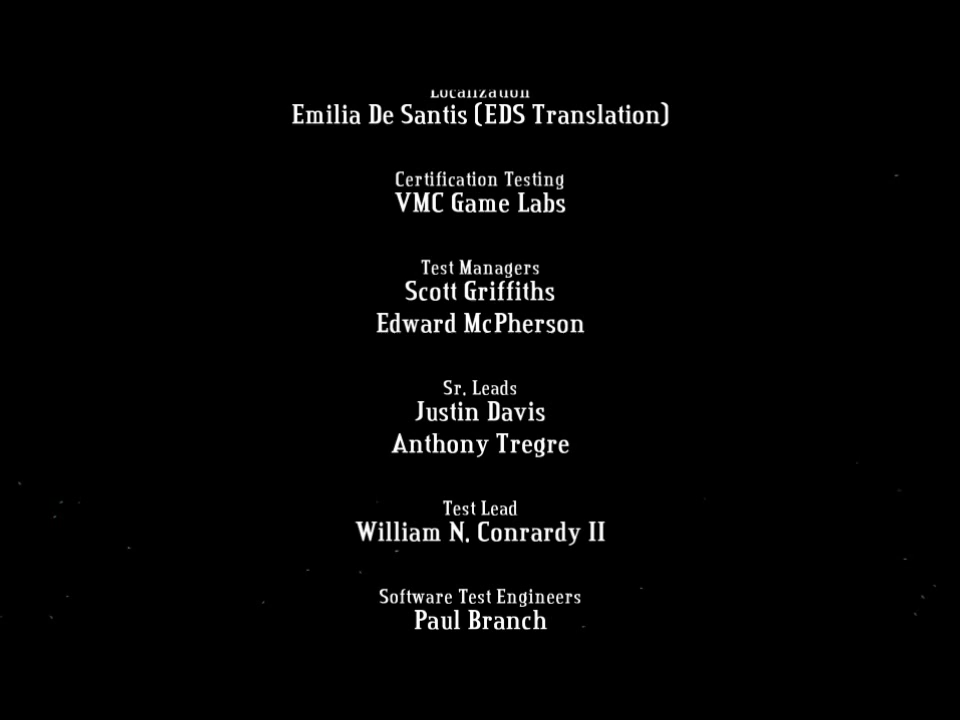 Localization
Emilia De Santis (EDS Translation)
Certification Testing
VMC Game Labs
Test Managers
Scott Griffiths
Edward McPherson
Sr. Leads
Justin Davis
Anthony Tregre
Test Lead
William N. Conrardy II
Software Test Engineers
Paul Branch